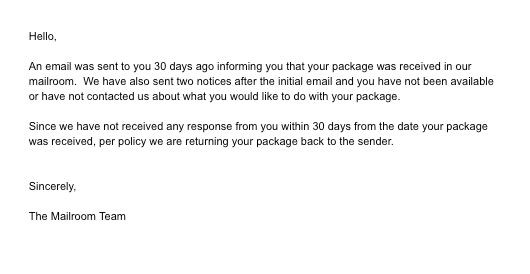 Hello,
An email was sent to you 30 days ago informing you that your package was received in our
mailroom.  We have also sent two notices after the initial email and you have not been available
or have not contacted us about what you would like to do with your package.
Since we have not received any response from you within 30 days from the date your package
was received, per policy we are returning your package back to the sender.
Sincerely,
The Mailroom Team